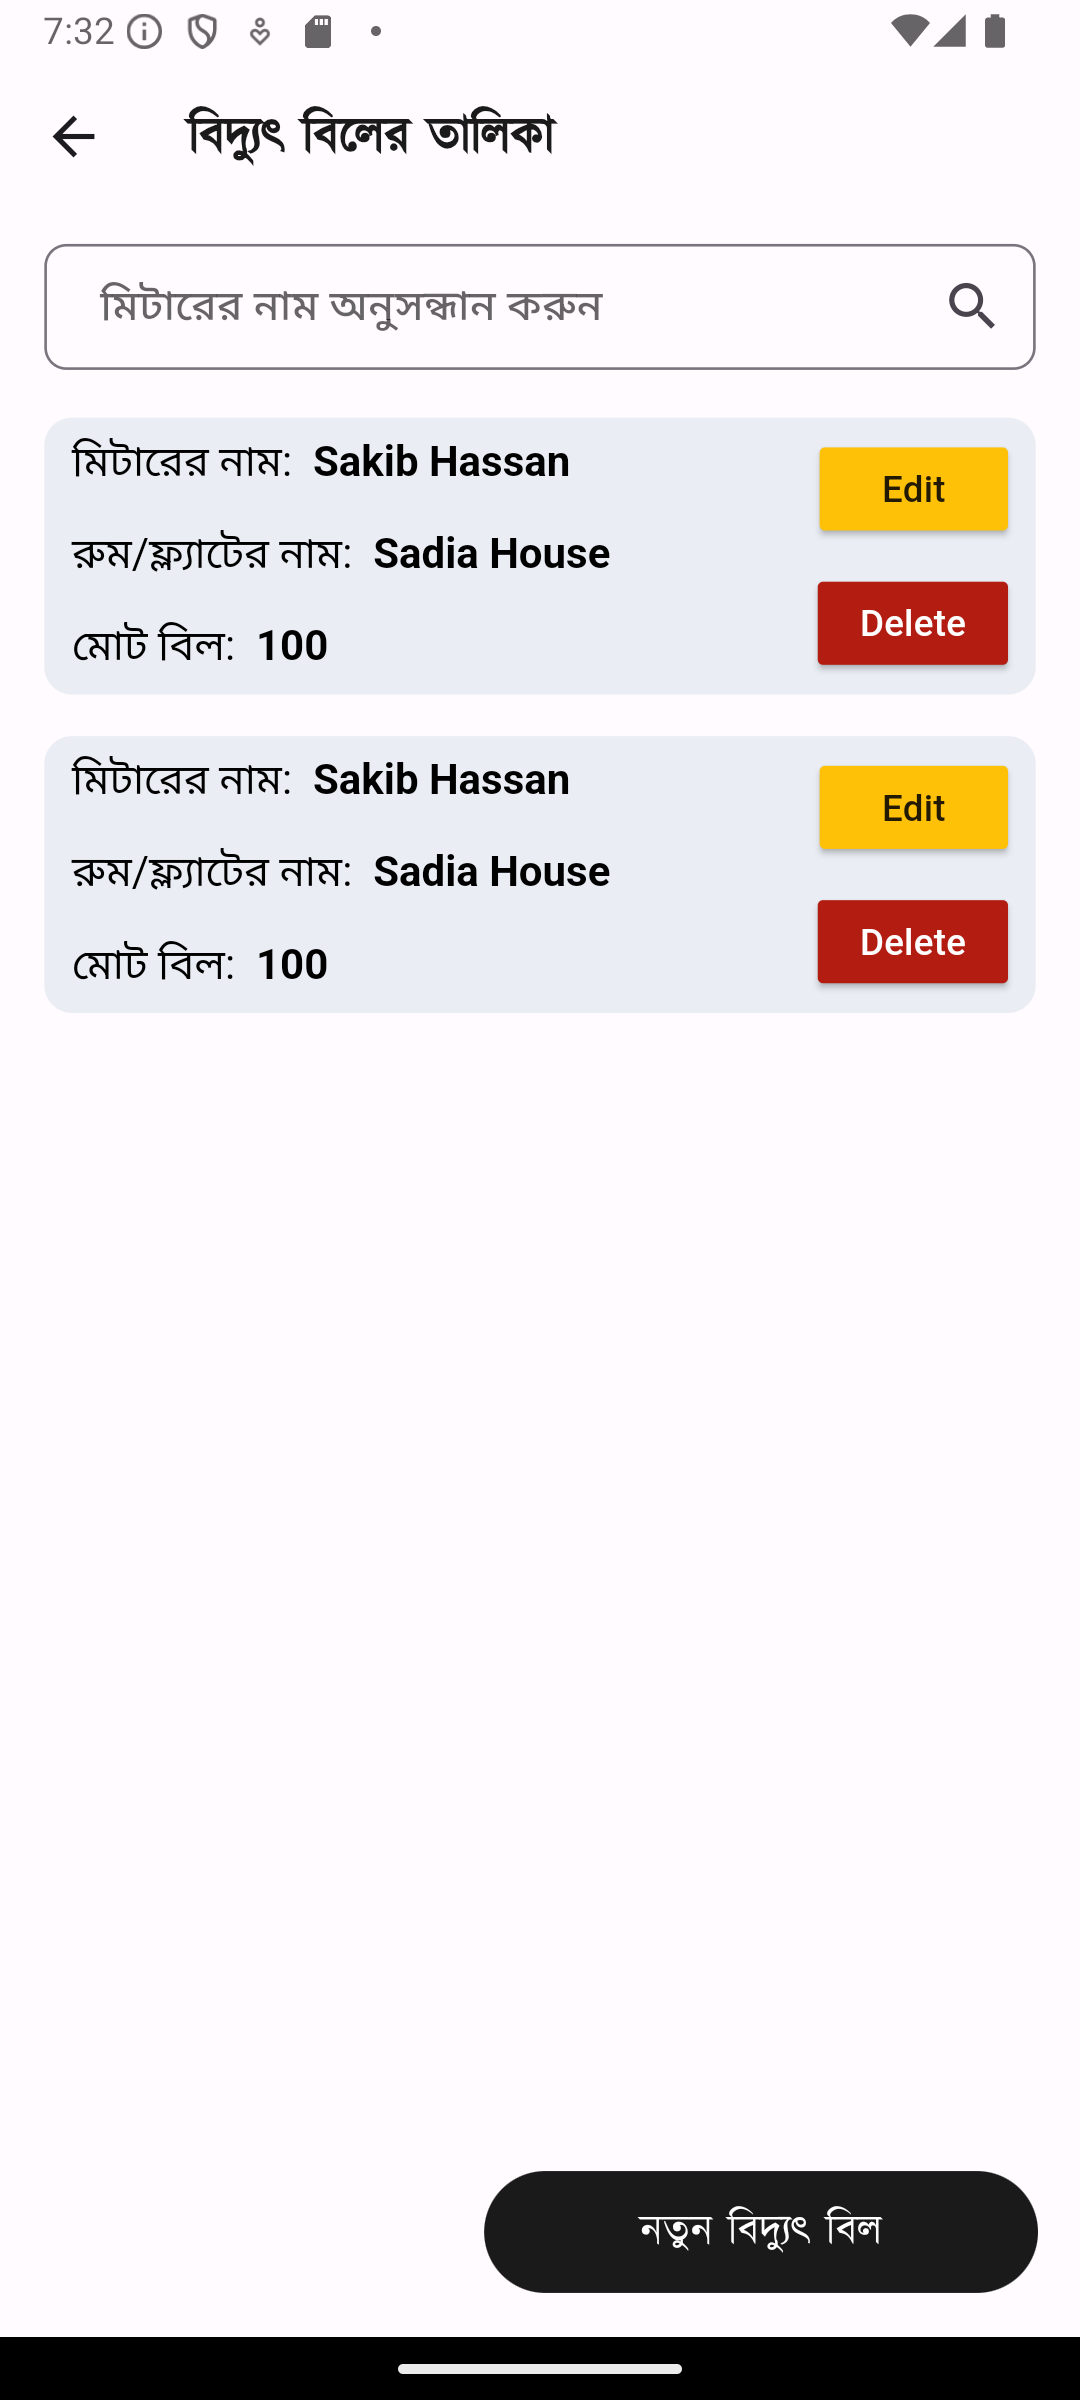 7:32
বিদ্যুৎ বিলের তালিকা
মিটারের নাম অনুসন্ধান করুন
মিটারের নাম: Sakib Hassan
Edit
রুম/ফ্ল্যাটের নাম: Sadia House
Delete
মোট বিল: 100
মিটারের নাম: Sakib Hassan
Edit
রুম/ফ্ল্যাটের নাম: Sadia House
Delete
মোট বিল: 100
নতুন বিদ্যুৎ বিল